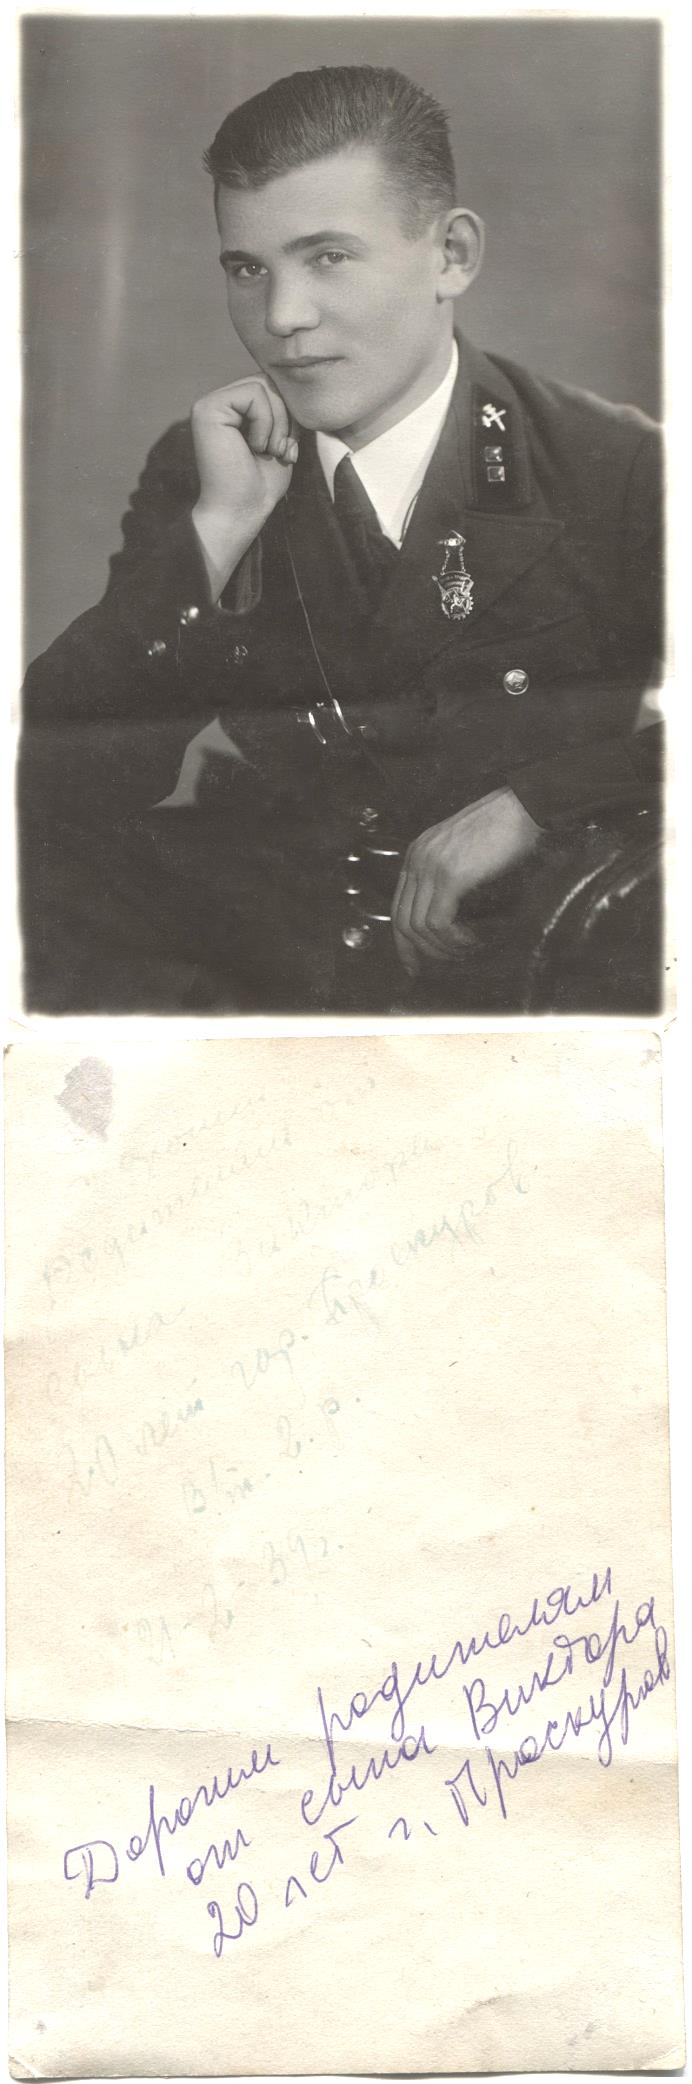 родителям от
сына Виктора
20 лет гор. Проскуров.
в/т. 2. р.
21-2-39г.
Дорогим родителям
от сына Виктора
20 лет г. Проскуров